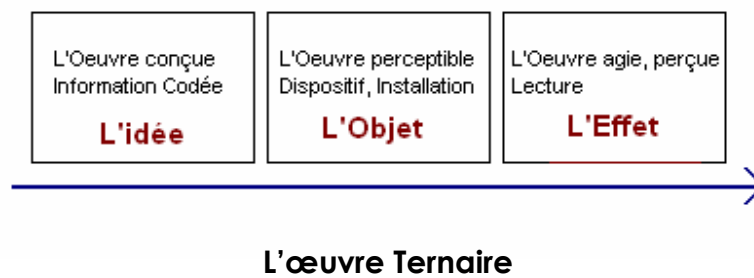 L'Oeuvre conçue
Information Codée
L'idée
L'Oeuvre perceptible
Dispositif, Installation
L'Objet
L'Oeuvre agie, perçue
Lecture
L'Effet
L'œuvre Ternaire